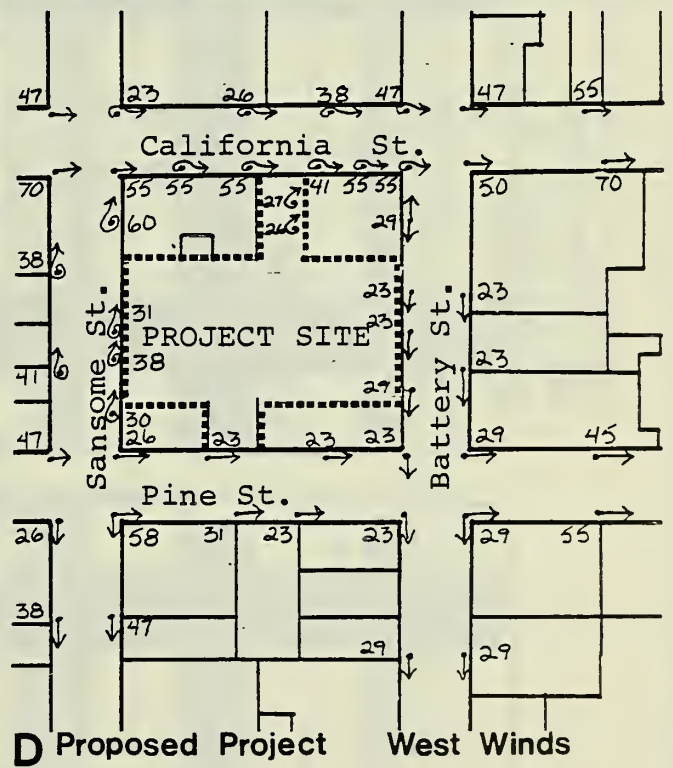 47 23 26 38 47 47 55
California St.
70 55 55 55 41 55 55 50 70
27
60 26 29
38
23 23
31 23
Sansome St.
PROJECT SITE
Battery St.
38 23
41 29
30
47 26 23 23 23 29 45
Pine St.
26 58 31 23 23 29 55
38 47
29 29
D Proposed Project West Winds